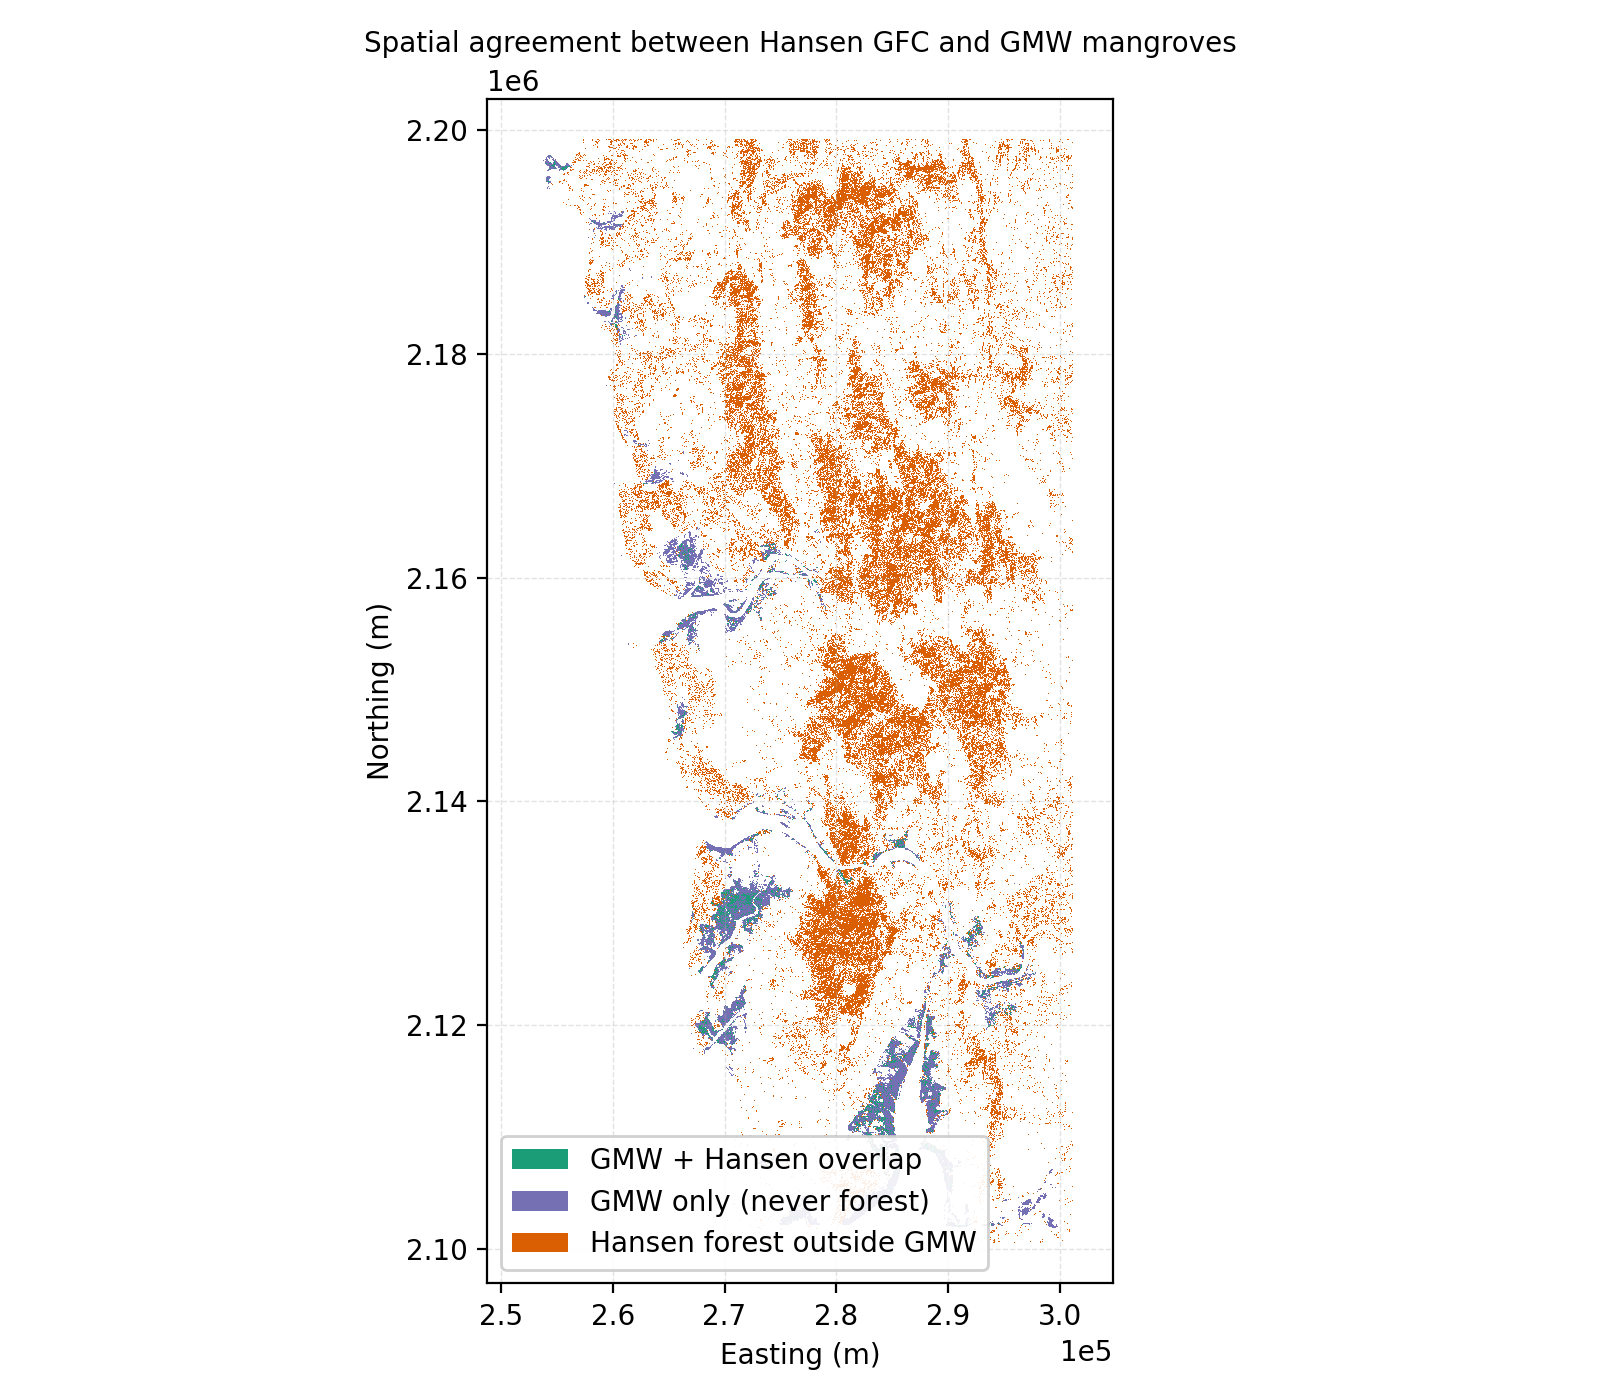 Spatial agreement between Hansen GFC and GMW mangroves
1e6
2.20
2.18
2.16
2.14
2.12
2.10
Northing (m)
GMW + Hansen overlap
GMW only (never forest)
Hansen forest outside GMW
2.5 2.6 2.7 2.8 2.9 3.0
Easting (m)
1e5